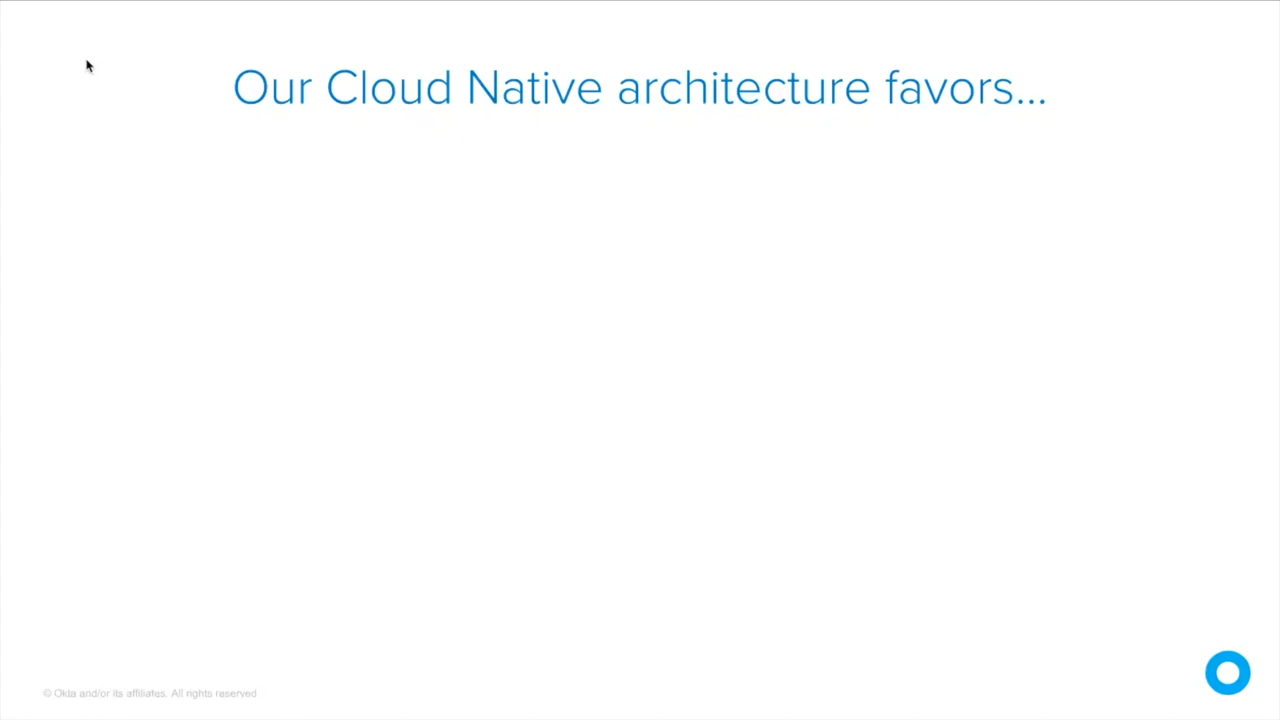 Our Cloud Native architecture favors...
© Okta and/or its affiliates. All rights reserved